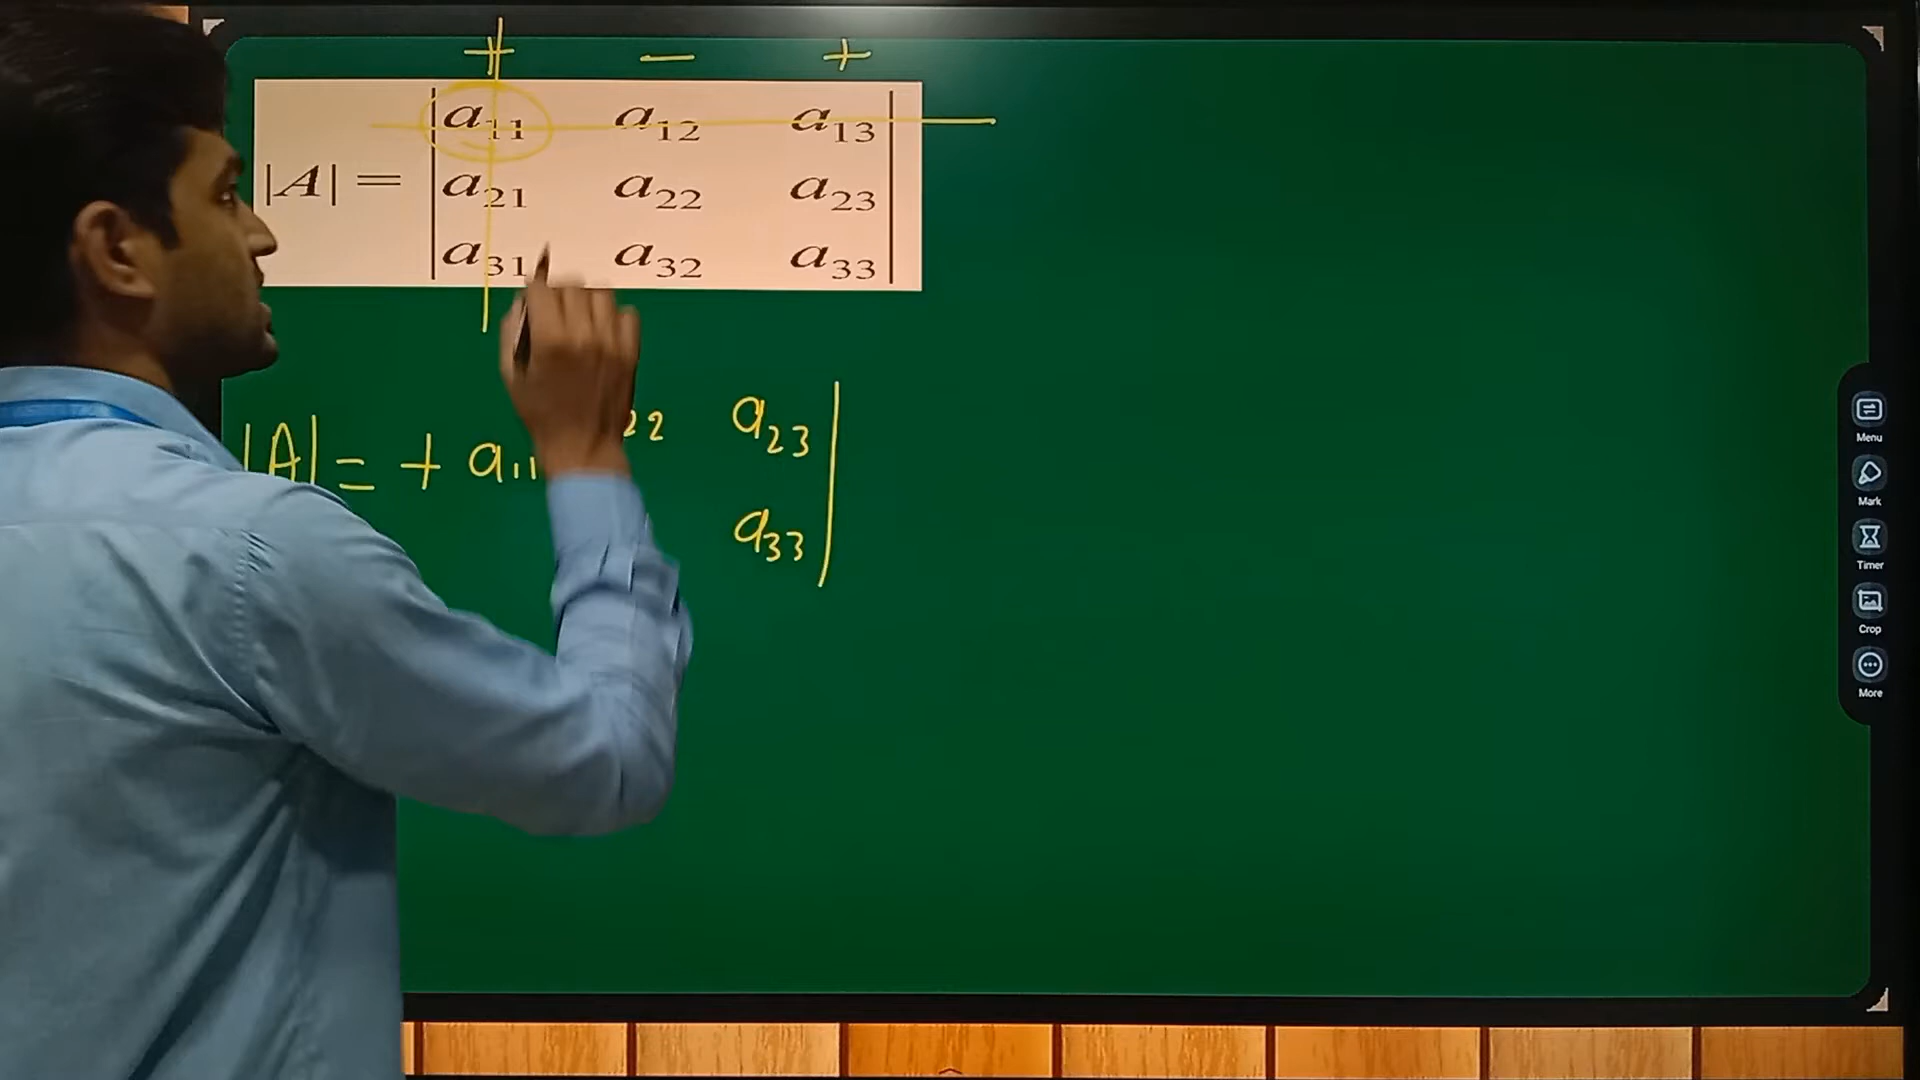 + − +
a11 a12 a13
|A| = a21 a22 a23
a31 a32 a33
|A| = + a11 22 a23
a33
Menu
Mark
Timer
Crop
More